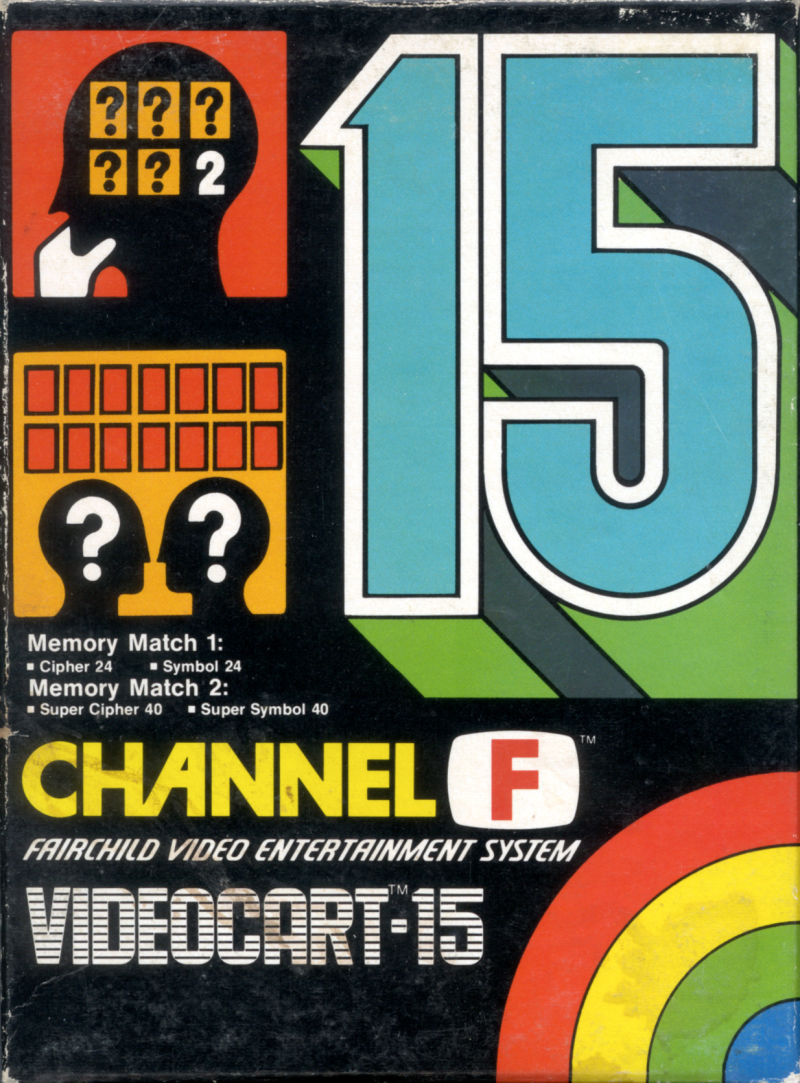 ? ? ?
? ? 2
15
? ?
Memory Match 1:
▪ Cipher 24 ▪ Symbol 24
Memory Match 2:
▪ Super Cipher 40 ▪ Super Symbol 40
CHANNEL F™
FAIRCHILD VIDEO ENTERTAINMENT SYSTEM
VIDEOCART™-15